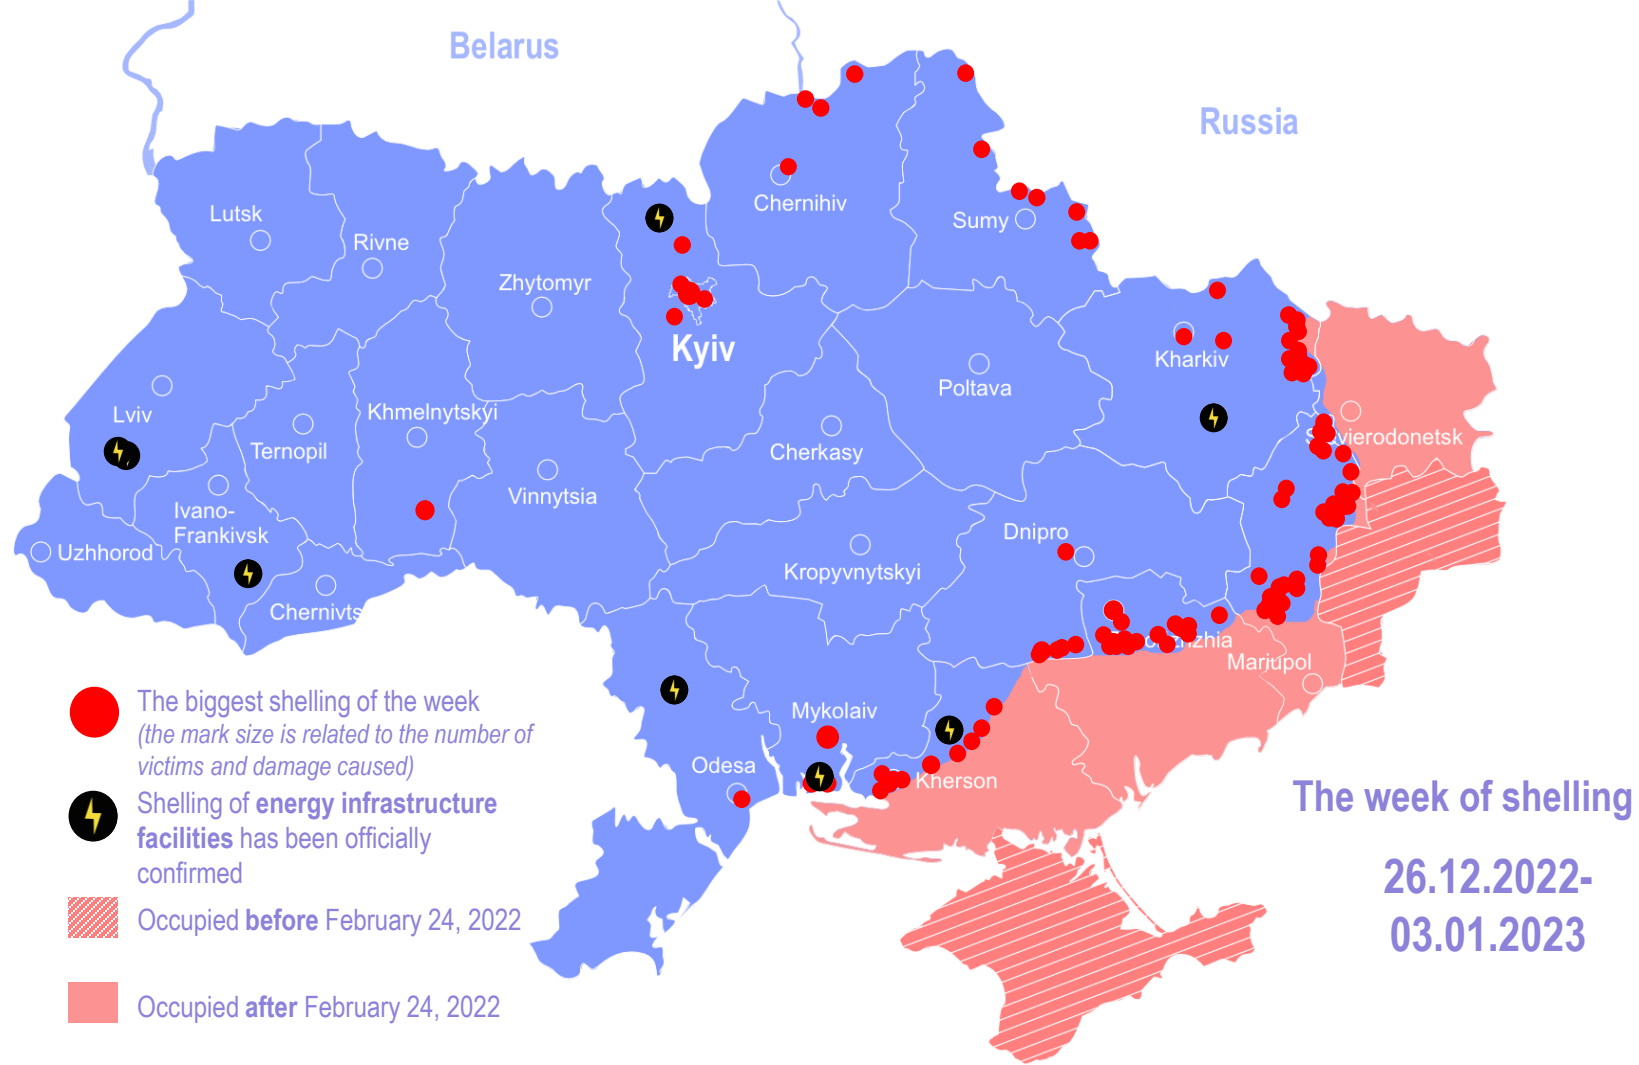 Belarus
Russia
Chernihiv
Lutsk
Sumy
Rivne
Zhytomyr
Kyiv
Kharkiv
Poltava
Lviv
Khmelnytskyi
Ternopil
Cherkasy
Vinnytsia
Ivano-
Frankivsk
Dnipro
Uzhhorod
Kropyvnytskyi
Chernivts
Mariupol
Mykolaiv
Odesa
Kherson
The biggest shelling of the week
(the mark size is related to the number of
victims and damage caused)
Shelling of energy infrastructure
facilities has been officially
confirmed
Occupied before February 24, 2022
Occupied after February 24, 2022
The week of shelling
26.12.2022-
03.01.2023